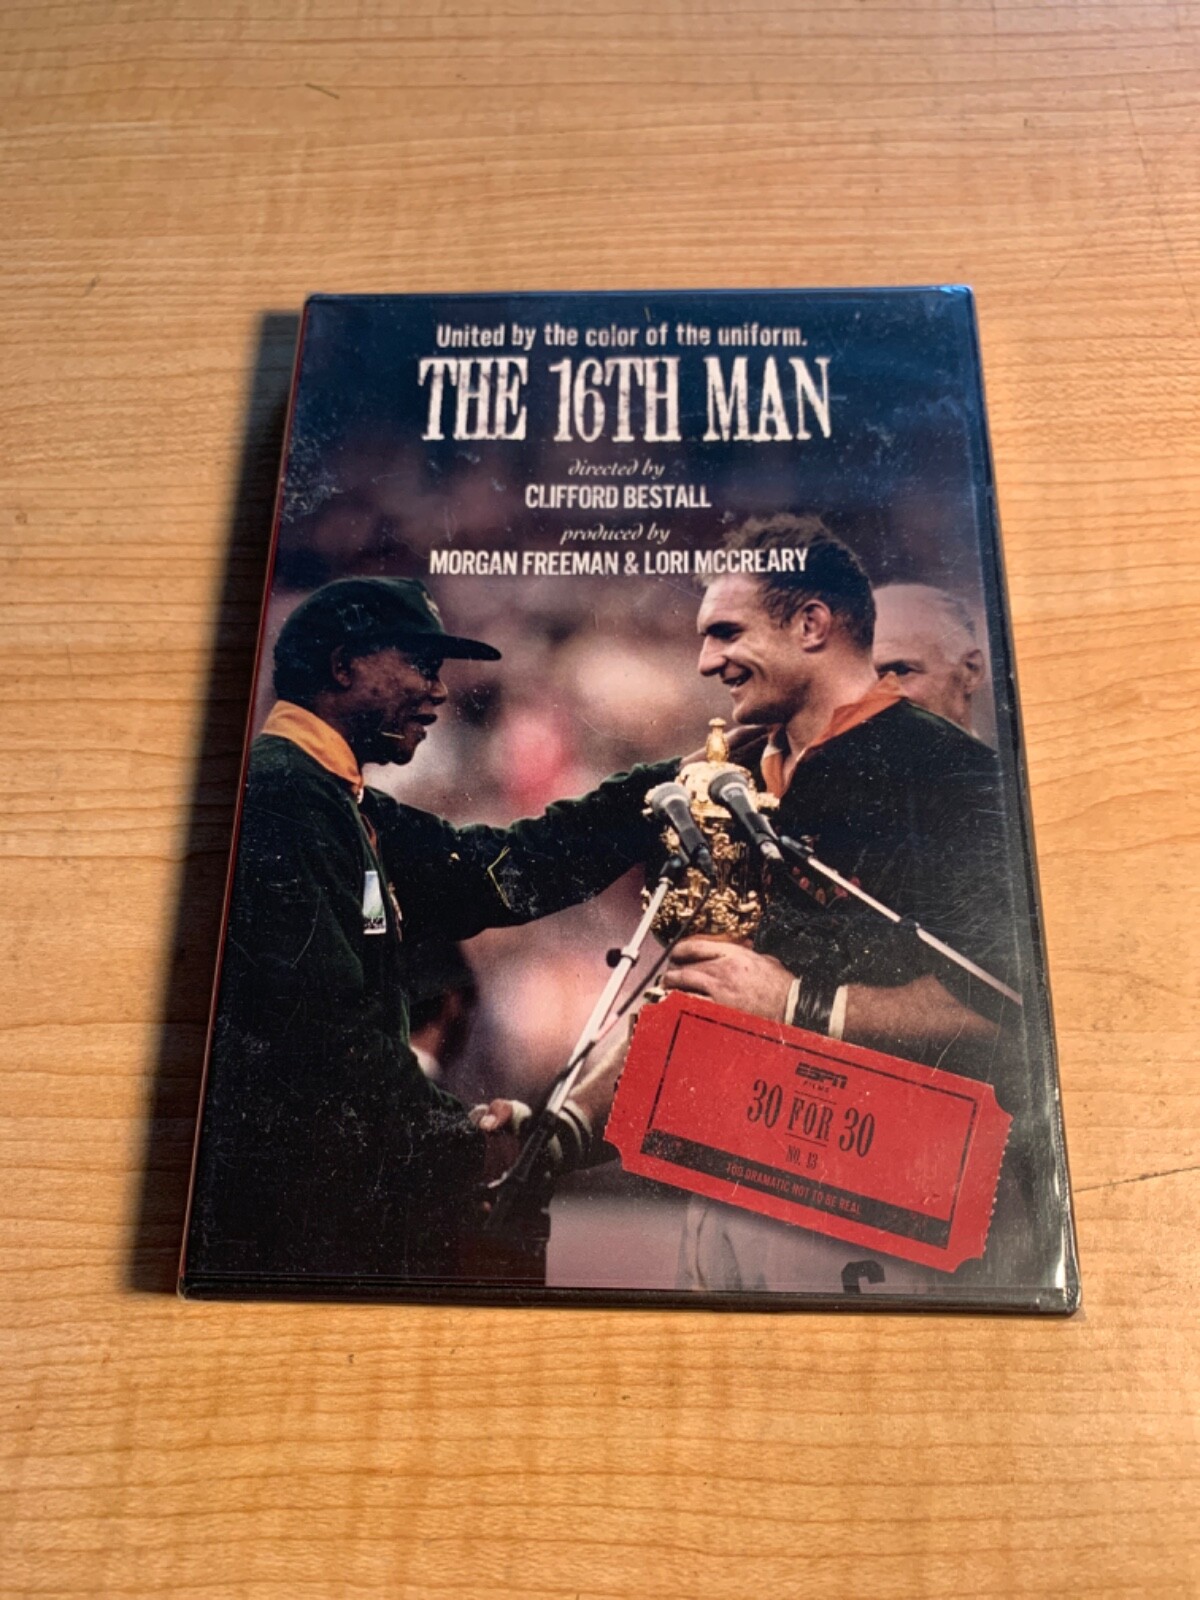 United by the color of the uniform.
THE 16TH MAN
directed by
CLIFFORD BESTALL
produced by
MORGAN FREEMAN & LORI MCCREARY
ESPN
FILMS
30 FOR 30
NO. 13
TOO DRAMATIC NOT TO BE REAL